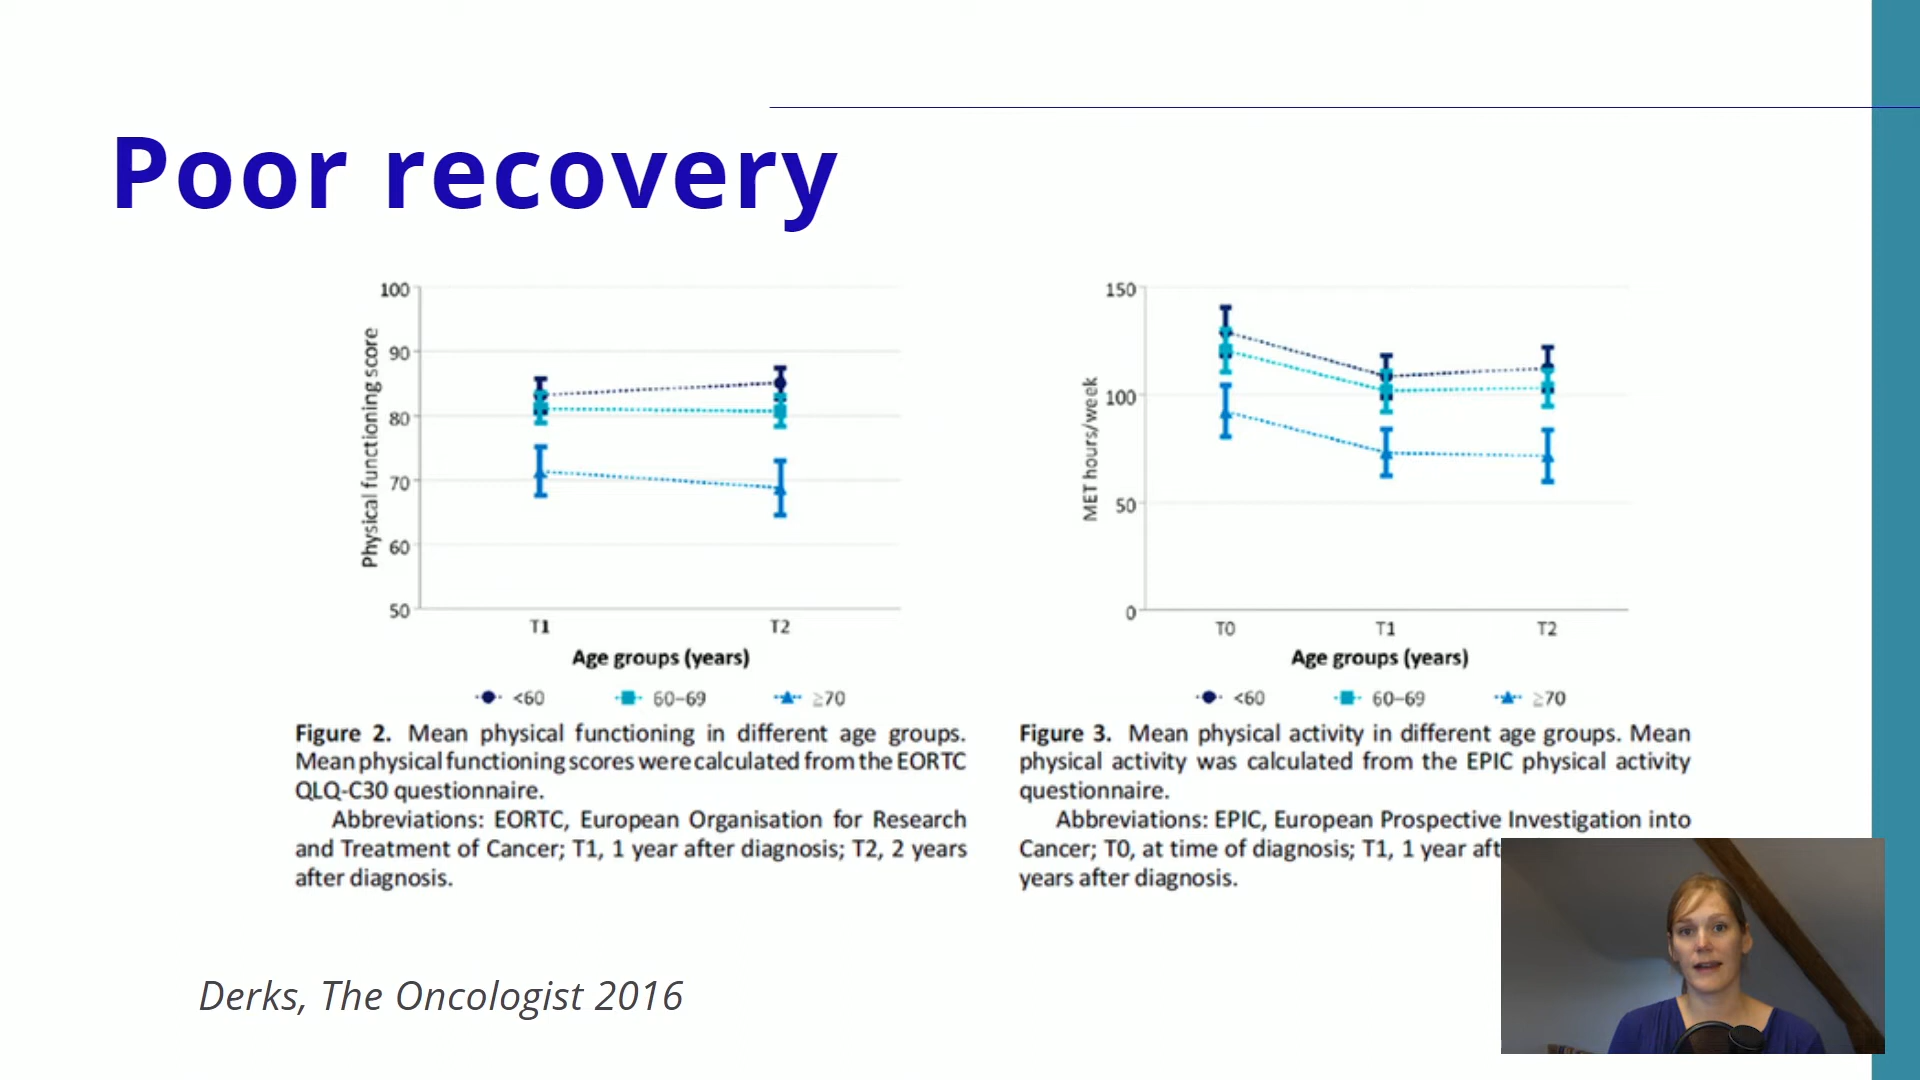 Poor recovery
100
90
80
70
60
50
Physical functioning score
T1 T2
Age groups (years)
<60 60–69 ≥70
Figure 2. Mean physical functioning in different age groups.
Mean physical functioning scores were calculated from the EORTC
QLQ-C30 questionnaire.
Abbreviations: EORTC, European Organisation for Research
and Treatment of Cancer; T1, 1 year after diagnosis; T2, 2 years
after diagnosis.
150
100
50
0
MET hours/week
T0 T1 T2
Age groups (years)
<60 60–69 ≥70
Figure 3. Mean physical activity in different age groups. Mean
physical activity was calculated from the EPIC physical activity
questionnaire.
Abbreviations: EPIC, European Prospective Investigation into
Cancer; T0, at time of diagnosis; T1, 1 year aft
years after diagnosis.
Derks, The Oncologist 2016